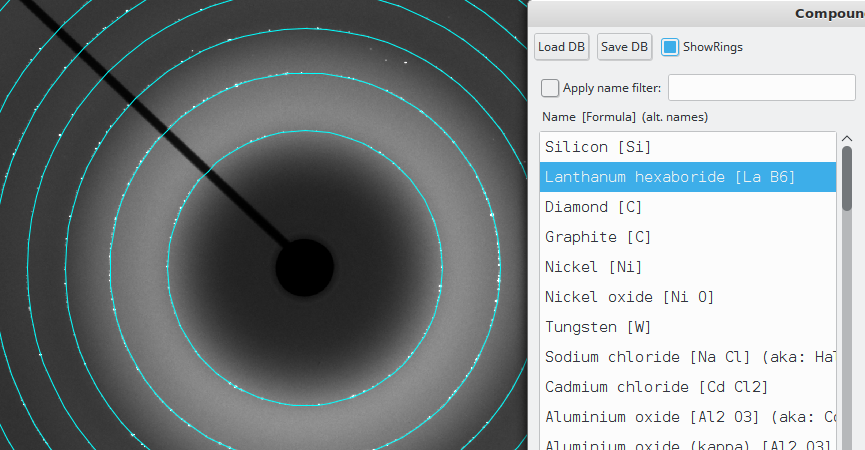 Compoun
Load DB
Save DB
ShowRings
Apply name filter:
Name [Formula] (alt. names)
Silicon [Si]
Lanthanum hexaboride [La B6]
Diamond [C]
Graphite [C]
Nickel [Ni]
Nickel oxide [Ni O]
Tungsten [W]
Sodium chloride [Na Cl] (aka: Hal
Cadmium chloride [Cd Cl2]
Aluminium oxide [Al2 O3] (aka: Co
Aluminium oxide (kappa) [Al2 O3]